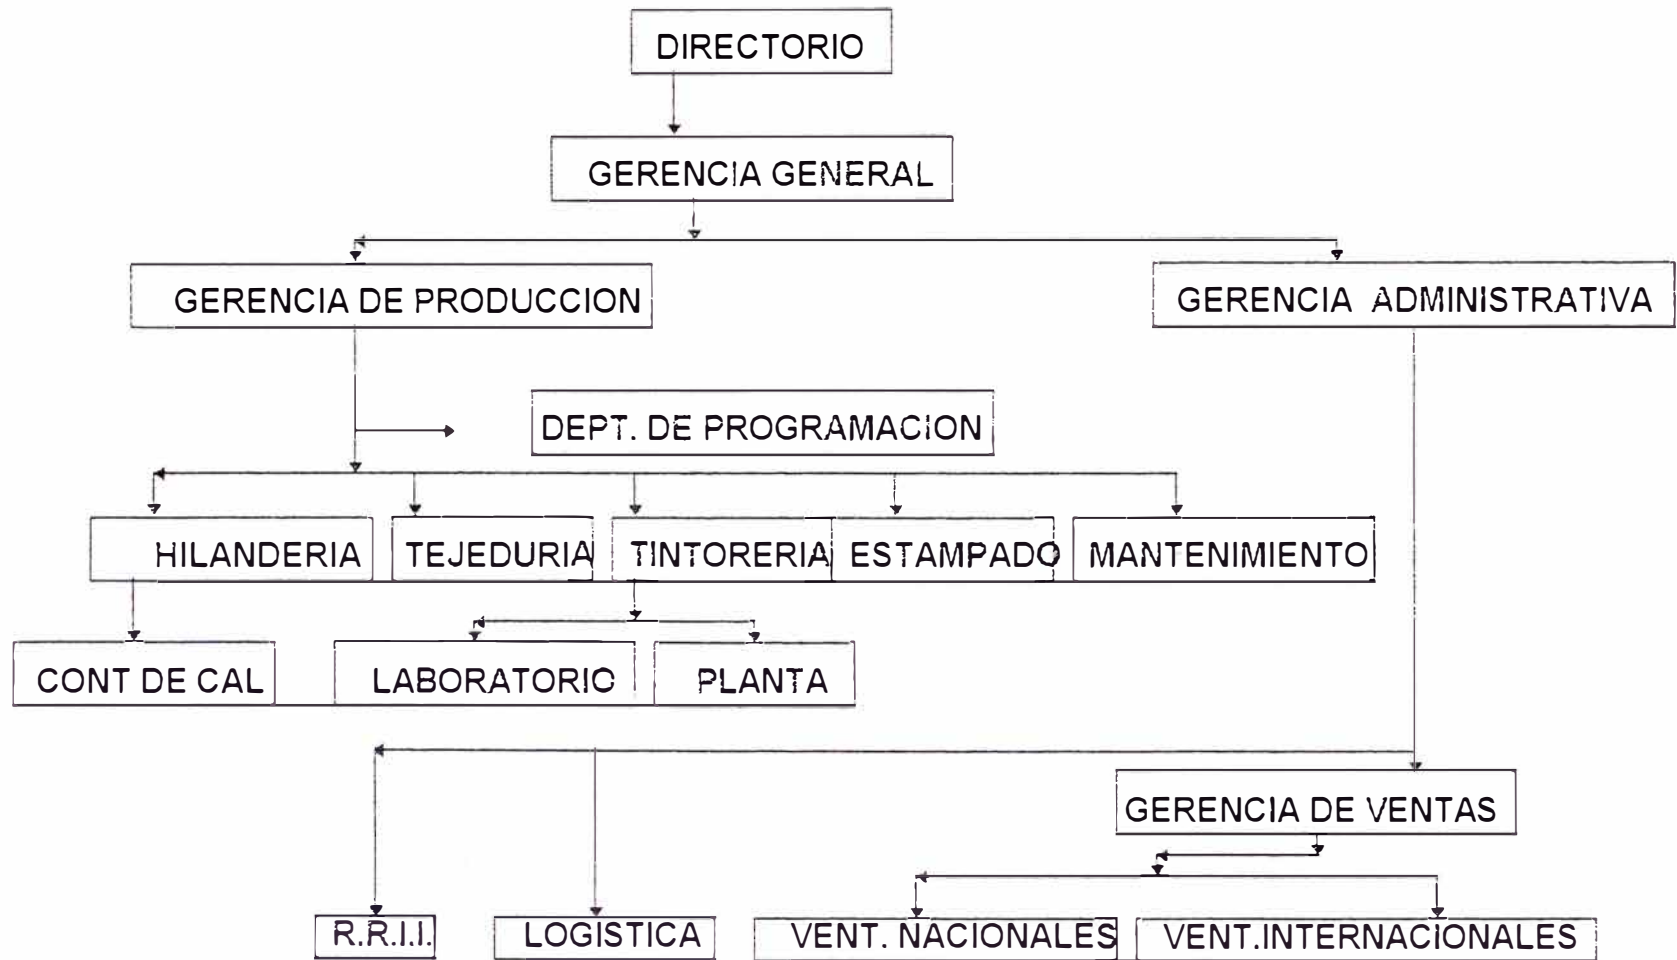 DIRECTORIO
GERENCIA GENERAL
GERENCIA DE PRODUCCION
GERENCIA ADMINISTRATIVA
DEPT. DE PROGRAMACION
HILANDERIA
TEJEDURIA
TINTORERIA
ESTAMPADO
MANTENIMIENTO
CONT DE CAL
LABORATORIO
PLANTA
GERENCIA DE VENTAS
R.R.I.I.
LOGISTICA
VENT. NACIONALES
VENT.INTERNACIONALES